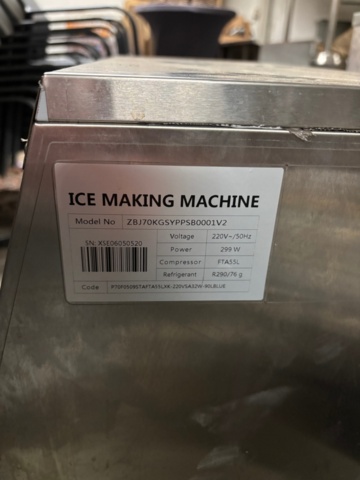 ICE MAKING MACHINE
Model No ZBJ70KGSYPPSB0001V2
SN: XSE06050520
Voltage 220V~/50Hz
Power 299 W
Compressor FTA55L
Refrigerant R290/76 g
Code